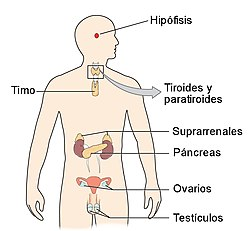 Hipófisis
Timo
Tiroides y
paratiroides
Suprarrenales
Páncreas
Ovarios
Testículos